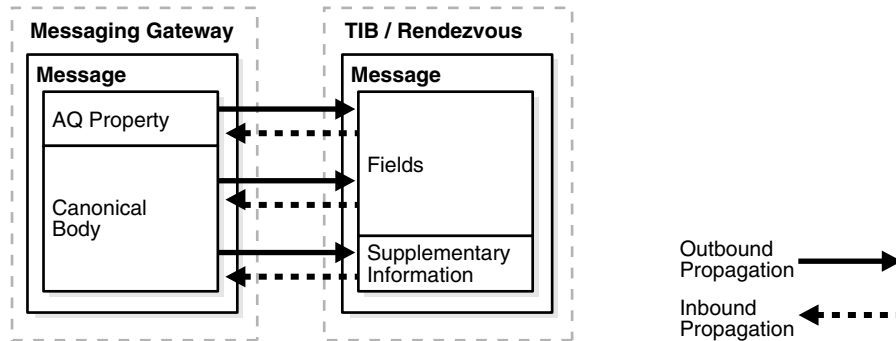 Messaging Gateway
TIB / Rendezvous
Message
Message
AQ Property
Canonical
Body
Fields
Supplementary
Information
Outbound
Propagation
Inbound
Propagation